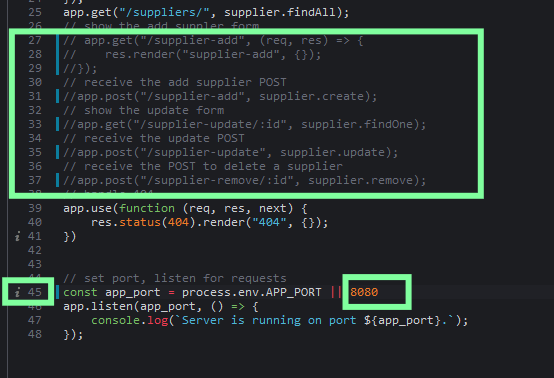 25 app.get("/suppliers/", supplier.findAll);
26 // show the add suppler form
27 // app.get("/supplier-add", (req, res) => {
28 //     res.render("supplier-add", {});
29 //});
30 // receive the add supplier POST
31 //app.post("/supplier-add", supplier.create);
32 // show the update form
33 //app.get("/supplier-update/:id", supplier.findOne);
34 // receive the update POST
35 //app.post("/supplier-update", supplier.update);
36 // receive the POST to delete a supplier
37 //app.post("/supplier-remove/:id", supplier.remove);
38 // handle 404
39 app.use(function (req, res, next) {
40     res.status(404).render("404", {});
i 41 })
42
43
44 // set port, listen for requests
i 45 const app_port = process.env.APP_PORT || 8080
46 app.listen(app_port, () => {
47     console.log(`Server is running on port ${app_port}.`);
48 });